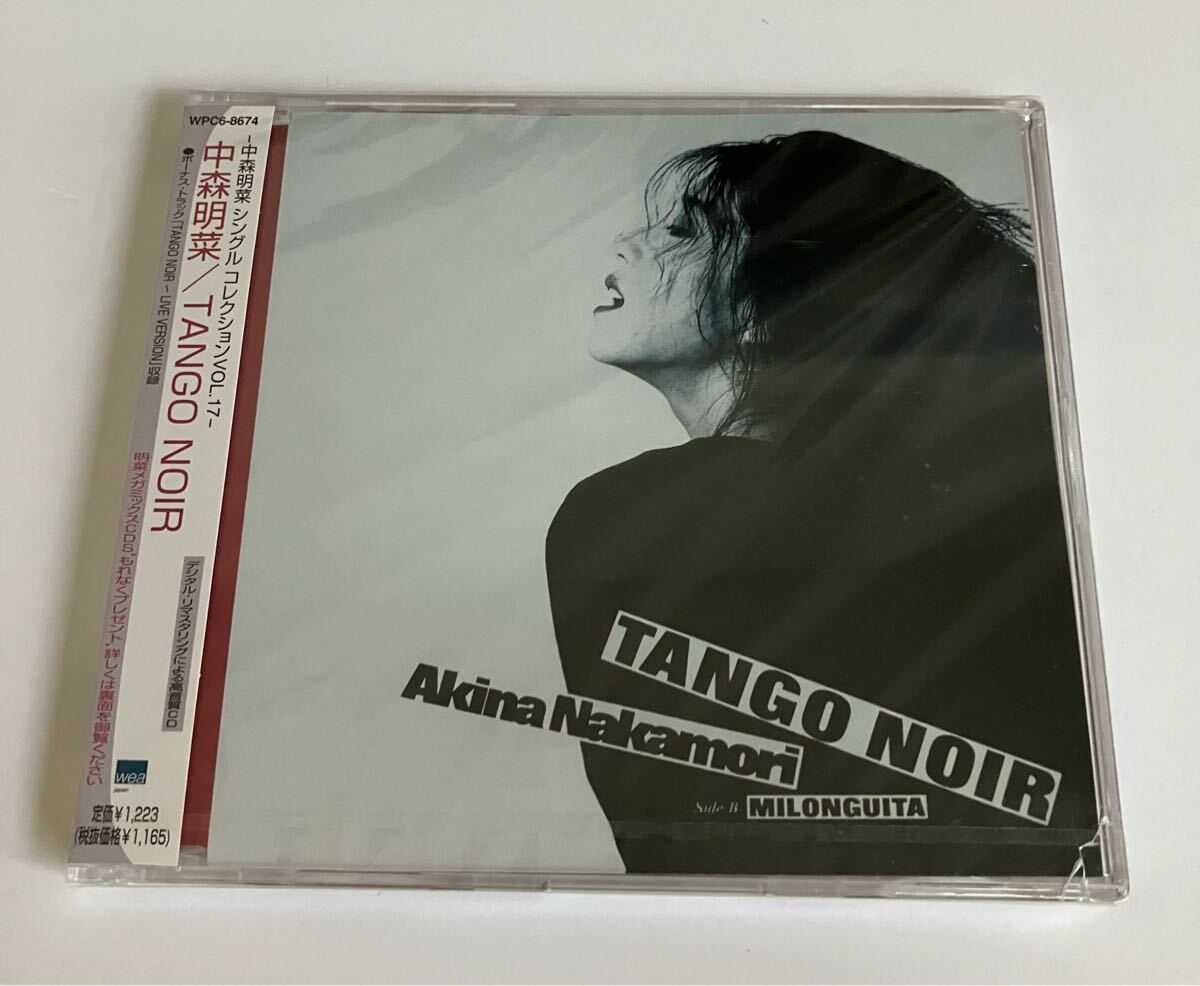 WPC6-8674
-中森明菜 シングル コレクションVOL.17-
中森明菜/TANGO NOIR
●ボーナス・トラック「TANGO NOIR～LIVE VERSION」収録
明菜メガミックスCDS"もれなくプレゼント"詳しくは裏面を御覧ください
デジタル・リマスタリングによる高音質CD
wea
japan
定価¥1,223
(税抜価格¥1,165)
TANGO NOIR
Akina Nakamori
Side B MILONGUITA